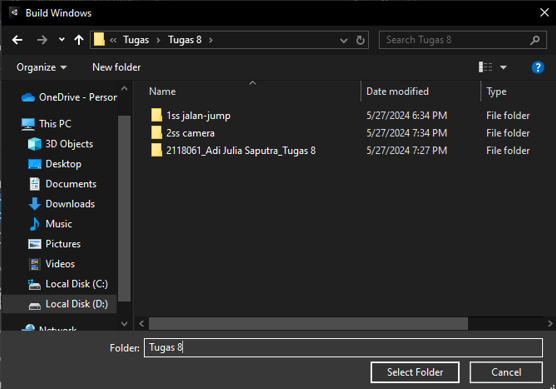 Build Windows
« Tugas > Tugas 8 >
Search Tugas 8
Organize
New folder
Name
Date modified
Type
OneDrive - Person
This PC
3D Objects
Desktop
Documents
Downloads
Music
Pictures
Videos
Local Disk (C:)
Local Disk (D:)
Network
1ss jalan-jump 5/27/2024 6:34 PM File folder
2ss camera 5/27/2024 7:34 PM File folder
2118061_Adi Julia Saputra_Tugas 8 5/27/2024 7:27 PM File folder
Folder: Tugas 8
Select Folder
Cancel